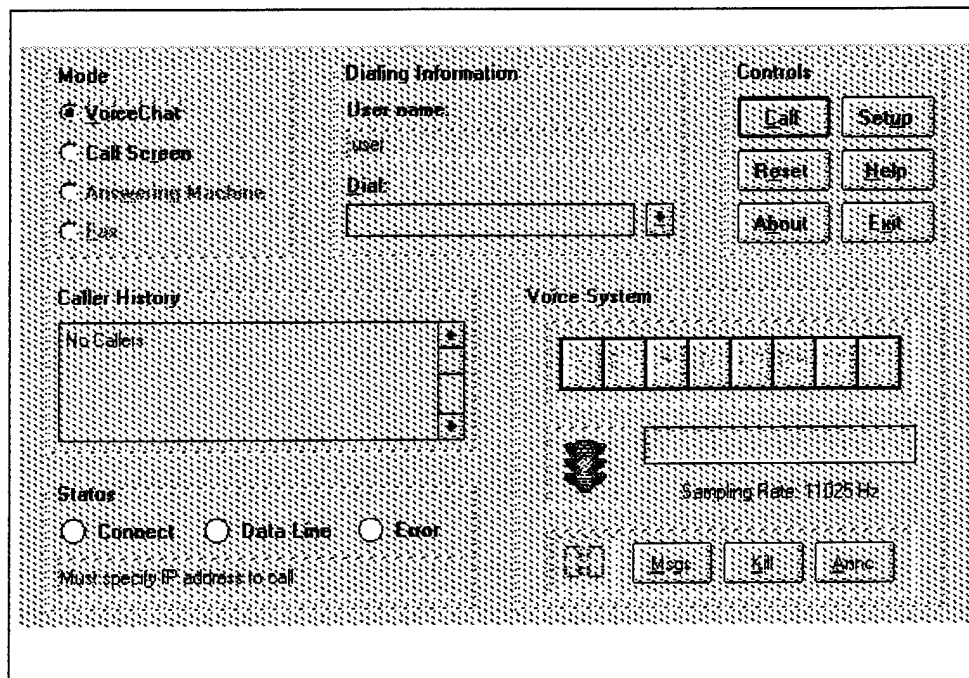 Mode
VoiceChat
Call Screen
Answering Machine
Fax
Dialing Information
User name:
user
Dial:
Controls
Call
Setup
Reset
Help
About
Exit
Caller History
No Callers
Voice System
Sampling Rate: 11025 Hz
Status
Connect
Data Line
Error
Must specify IP address to call
Msgs
Kill
Annc